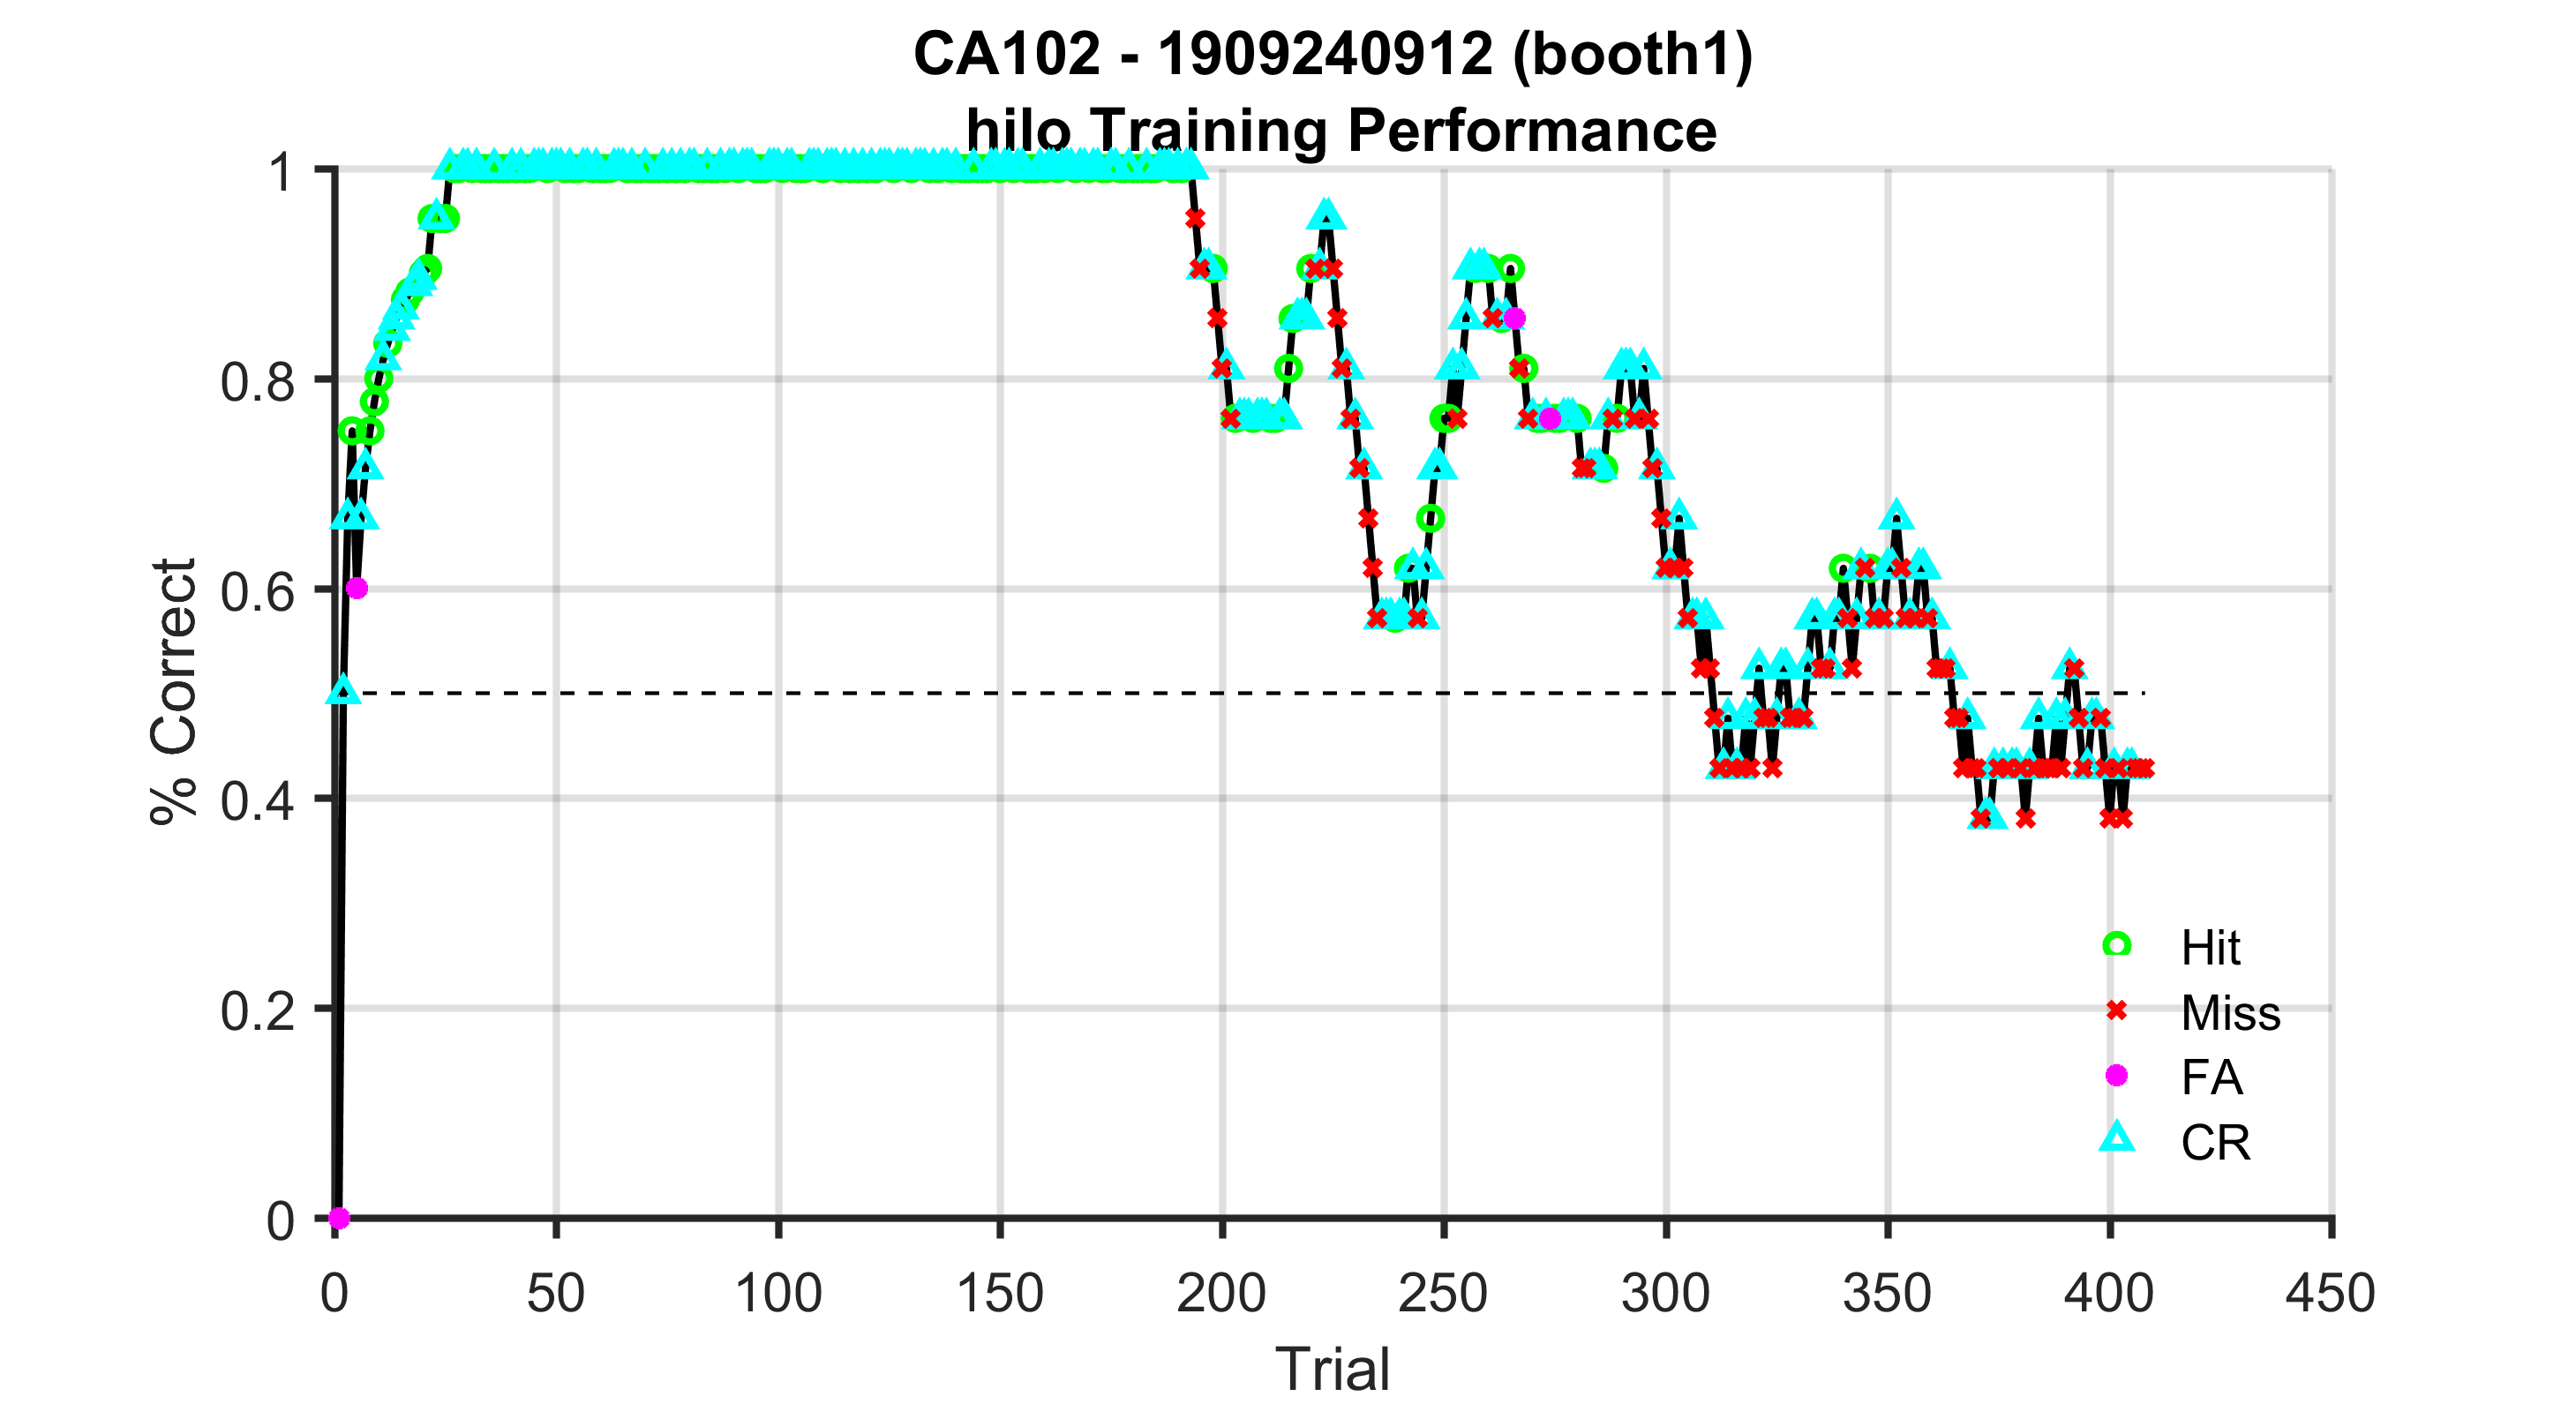 CA102 - 1909240912 (booth1)
hilo Training Performance
% Correct
1
0.8
0.6
0.4
0.2
0
0
50
100
150
200
250
300
350
400
450
Trial
Hit
Miss
FA
CR